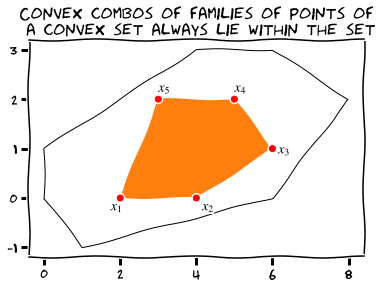 CONVEX COMBOS OF FAMILIES OF POINTS OF
A CONVEX SET ALWAYS LIE WITHIN THE SET
3
x5
x4
2
1
x3
0
x1
x2
-1
0 2 4 6 8